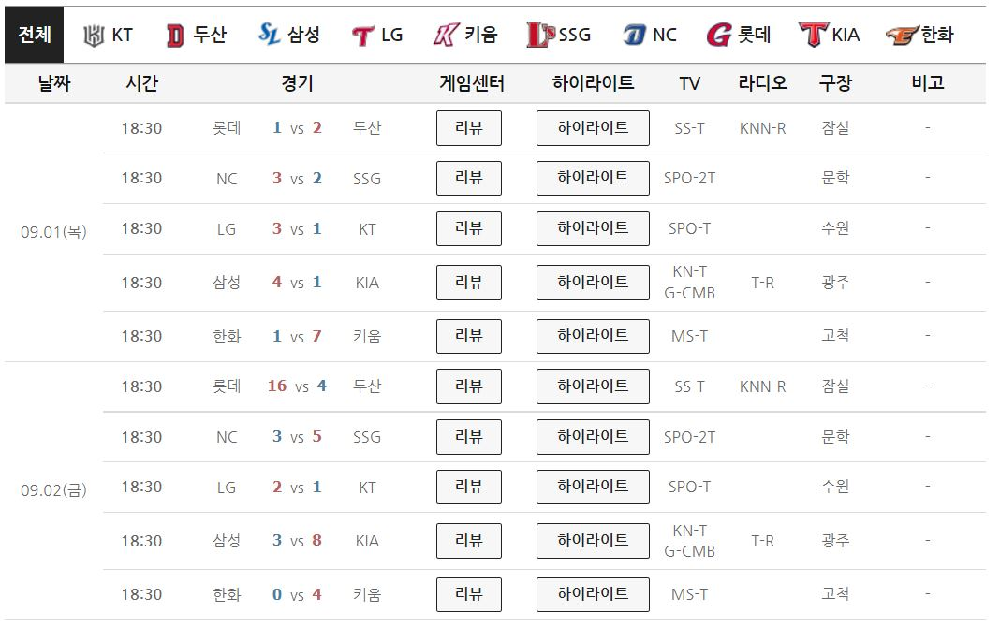 전체 KT 두산 삼성 LG 키움 SSG NC 롯데 KIA 한화
날짜 시간 경기 게임센터 하이라이트 TV 라디오 구장 비고
09.01(목) 18:30 롯데 1 vs 2 두산 리뷰 하이라이트 SS-T KNN-R 잠실 -
18:30 NC 3 vs 2 SSG 리뷰 하이라이트 SPO-2T 문학 -
18:30 LG 3 vs 1 KT 리뷰 하이라이트 SPO-T 수원 -
18:30 삼성 4 vs 1 KIA 리뷰 하이라이트 KN-T G-CMB T-R 광주 -
18:30 한화 1 vs 7 키움 리뷰 하이라이트 MS-T 고척 -
09.02(금) 18:30 롯데 16 vs 4 두산 리뷰 하이라이트 SS-T KNN-R 잠실 -
18:30 NC 3 vs 5 SSG 리뷰 하이라이트 SPO-2T 문학 -
18:30 LG 2 vs 1 KT 리뷰 하이라이트 SPO-T 수원 -
18:30 삼성 3 vs 8 KIA 리뷰 하이라이트 KN-T G-CMB T-R 광주 -
18:30 한화 0 vs 4 키움 리뷰 하이라이트 MS-T 고척 -